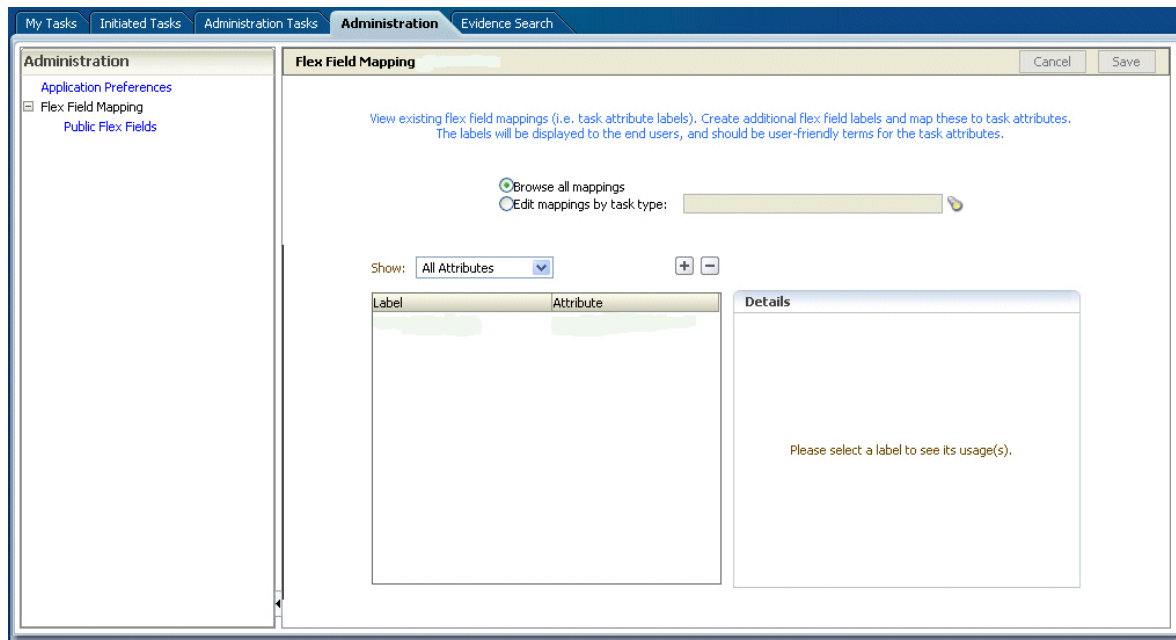 My Tasks Initiated Tasks Administration Tasks Administration Evidence Search
Administration
Application Preferences
Flex Field Mapping
Public Flex Fields
Flex Field Mapping
Cancel Save
View existing flex field mappings (i.e. task attribute labels). Create additional flex field labels and map these to task attributes.
The labels will be displayed to the end users, and should be user-friendly terms for the task attributes.
Browse all mappings
Edit mappings by task type:
Show: All Attributes
Label Attribute
Details
Please select a label to see its usage(s).